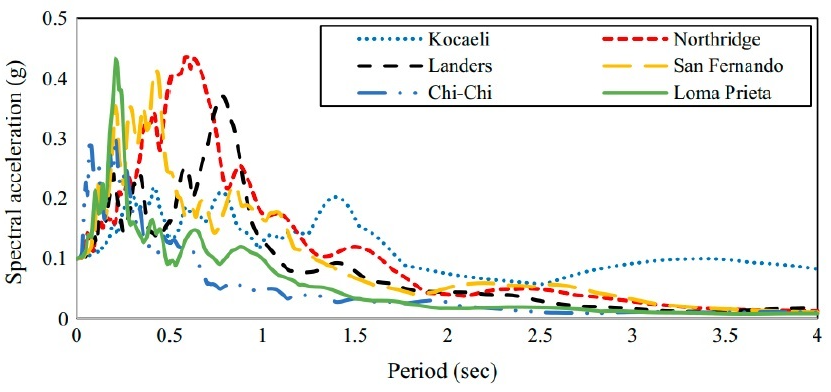 0.5
0.4
0.3
0.2
0.1
0
Spectral acceleration (g)
Kocaeli
Northridge
Landers
San Fernando
Chi-Chi
Loma Prieta
0 0.5 1 1.5 2 2.5 3 3.5 4
Period (sec)